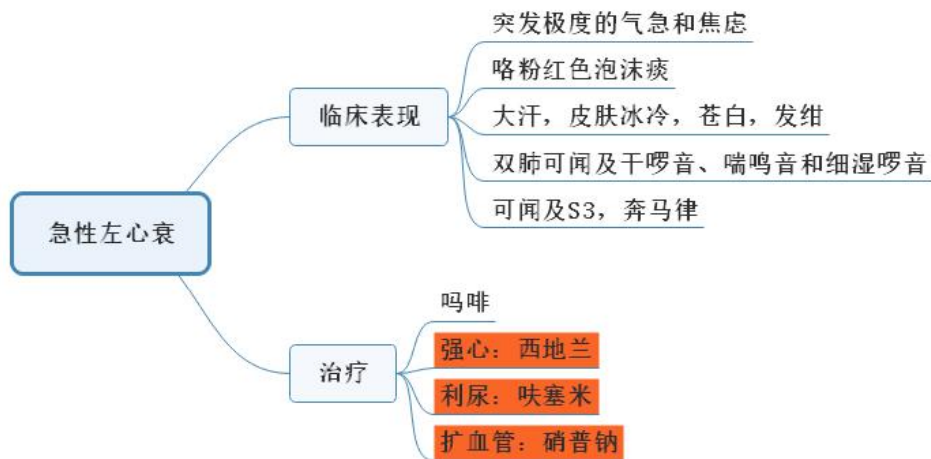 突发极度的气急和焦虑
咯粉红色泡沫痰
临床表现
大汗，皮肤冰冷，苍白，发绀
双肺可闻及干啰音、喘鸣音和细湿啰音
可闻及S3，奔马律
急性左心衰
吗啡
强心：西地兰
治疗
利尿：呋塞米
扩血管：硝普钠